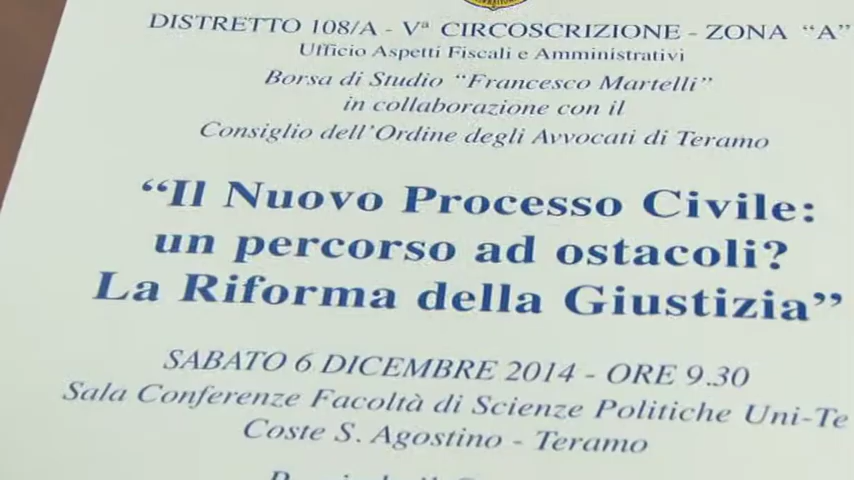 DISTRETTO 108/A - Vª CIRCOSCRIZIONE - ZONA “A”
Ufficio Aspetti Fiscali e Amministrativi
Borsa di Studio “Francesco Martelli”
in collaborazione con il
Consiglio dell’Ordine degli Avvocati di Teramo
“Il Nuovo Processo Civile:
un percorso ad ostacoli?
La Riforma della Giustizia”
SABATO 6 DICEMBRE 2014 - ORE 9.30
Sala Conferenze Facoltà di Scienze Politiche Uni-Te
Coste S. Agostino - Teramo